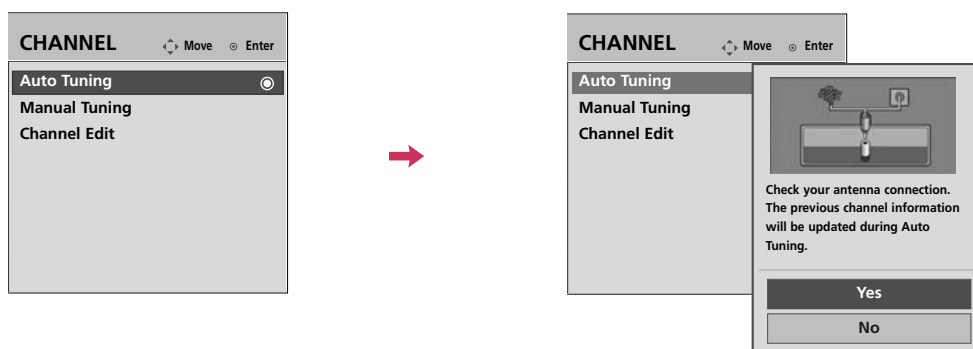 CHANNEL Move Enter
Auto Tuning
Manual Tuning
Channel Edit
CHANNEL Move Enter
Auto Tuning
Manual Tuning
Channel Edit
Check your antenna connection.
The previous channel information
will be updated during Auto
Tuning.
Yes
No